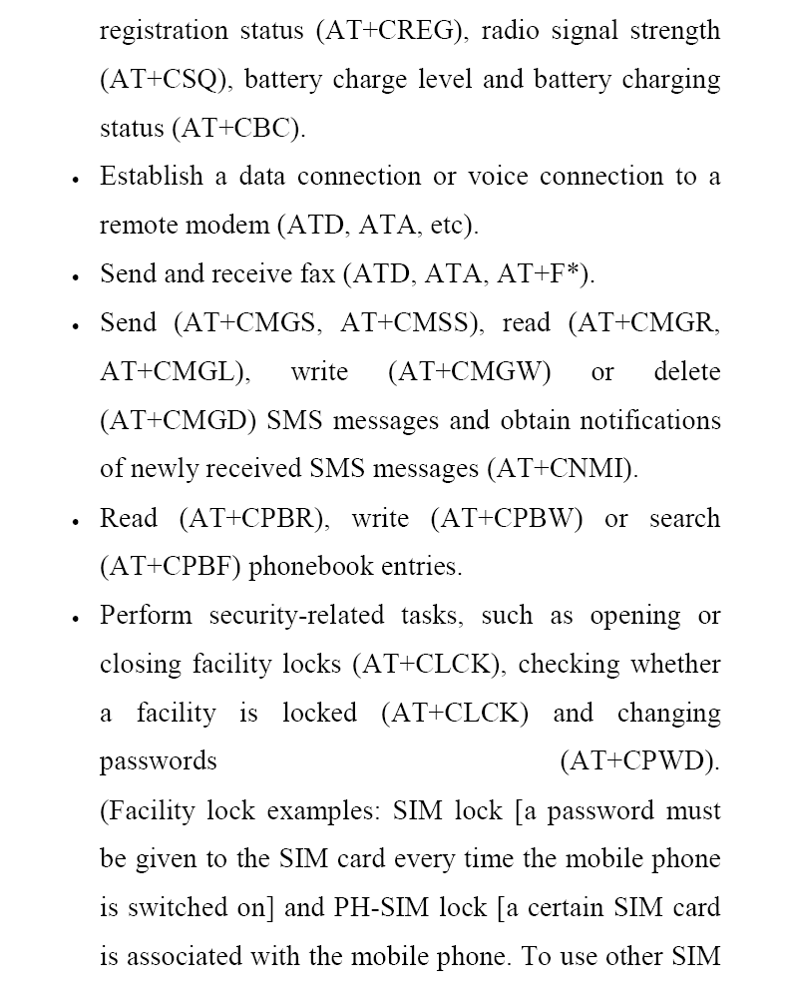 registration status (AT+CREG), radio signal strength
(AT+CSQ), battery charge level and battery charging
status (AT+CBC).
• Establish a data connection or voice connection to a
remote modem (ATD, ATA, etc).
• Send and receive fax (ATD, ATA, AT+F*).
• Send (AT+CMGS, AT+CMSS), read (AT+CMGR,
AT+CMGL), write (AT+CMGW) or delete
(AT+CMGD) SMS messages and obtain notifications
of newly received SMS messages (AT+CNMI).
• Read (AT+CPBR), write (AT+CPBW) or search
(AT+CPBF) phonebook entries.
• Perform security-related tasks, such as opening or
closing facility locks (AT+CLCK), checking whether
a facility is locked (AT+CLCK) and changing
passwords (AT+CPWD).
(Facility lock examples: SIM lock [a password must
be given to the SIM card every time the mobile phone
is switched on] and PH-SIM lock [a certain SIM card
is associated with the mobile phone. To use other SIM